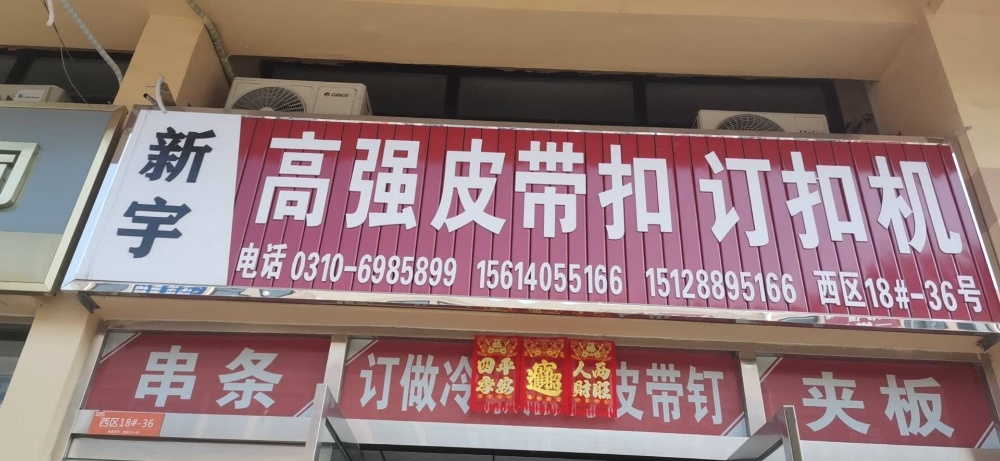 新宇
高强皮带扣 订扣机
电话 0310-6985899 15614055166 15128895166 西区18#-36号
GREE
串条
订做冷
皮带钉
夹板
四季平安
人财两旺
西区18#-36